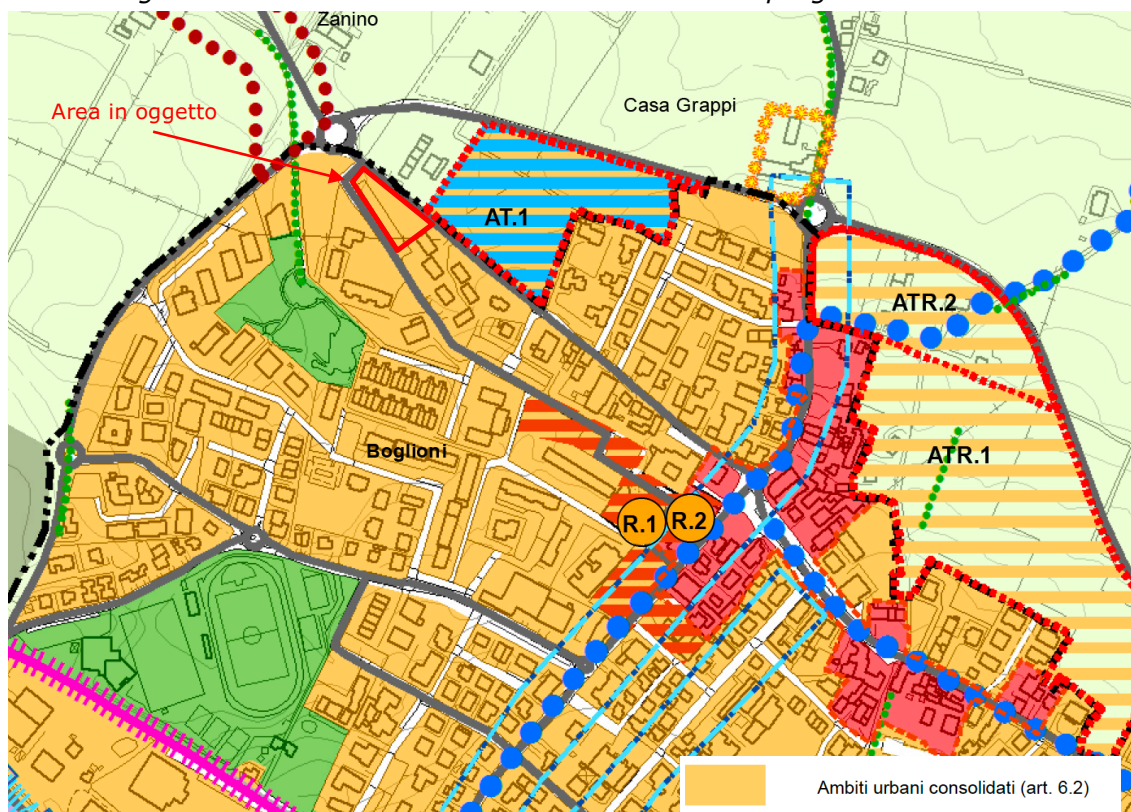 Zanino
Area in oggetto
Casa Grappi
AT.1
ATR.2
Boglioni
ATR.1
R.1
R.2
Ambiti urbani consolidati (art. 6.2)